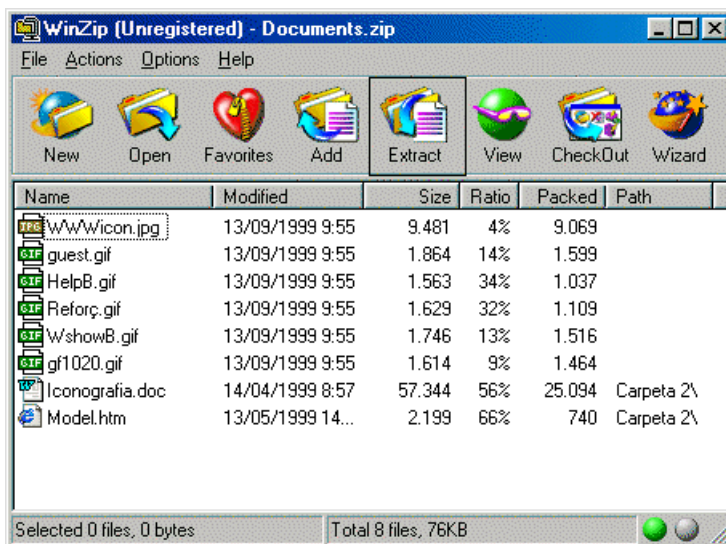 WinZip (Unregistered) - Documents.zip
File Actions Options Help
New Open Favorites Add Extract View CheckOut Wizard
Name Modified Size Ratio Packed Path
WWWicon.jpg 13/09/1999 9:55 9.481 4% 9.069
guest.gif 13/09/1999 9:55 1.864 14% 1.599
HelpB.gif 13/09/1999 9:55 1.563 34% 1.037
Reforç.gif 13/09/1999 9:55 1.629 32% 1.109
WshowB.gif 13/09/1999 9:55 1.746 13% 1.516
gf1020.gif 13/09/1999 9:55 1.614 9% 1.464
Iconografia.doc 14/04/1999 8:57 57.344 56% 25.094 Carpeta 2\
Model.htm 13/05/1999 14... 2.199 66% 740 Carpeta 2\
Selected 0 files, 0 bytes Total 8 files, 76KB